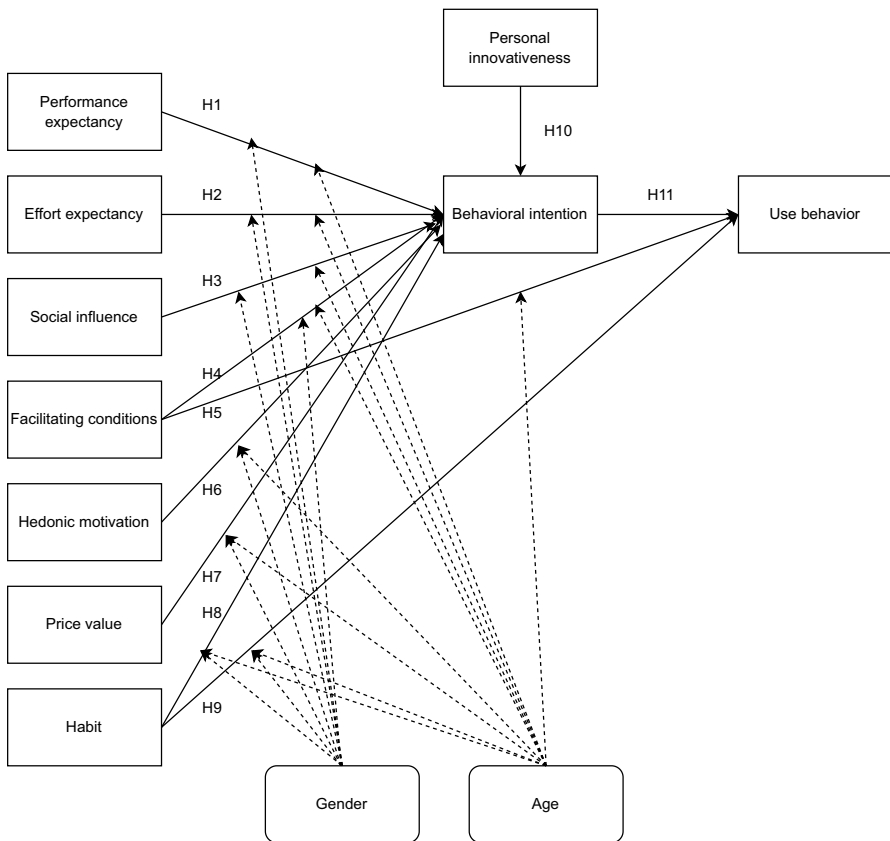 Personal
innovativeness
Performance
expectancy
H1
H10
Effort expectancy
H2
Behavioral intention
H11
Use behavior
Social influence
H3
Facilitating conditions
H4
H5
Hedonic motivation
H6
Price value
H7
H8
Habit
H9
Gender
Age